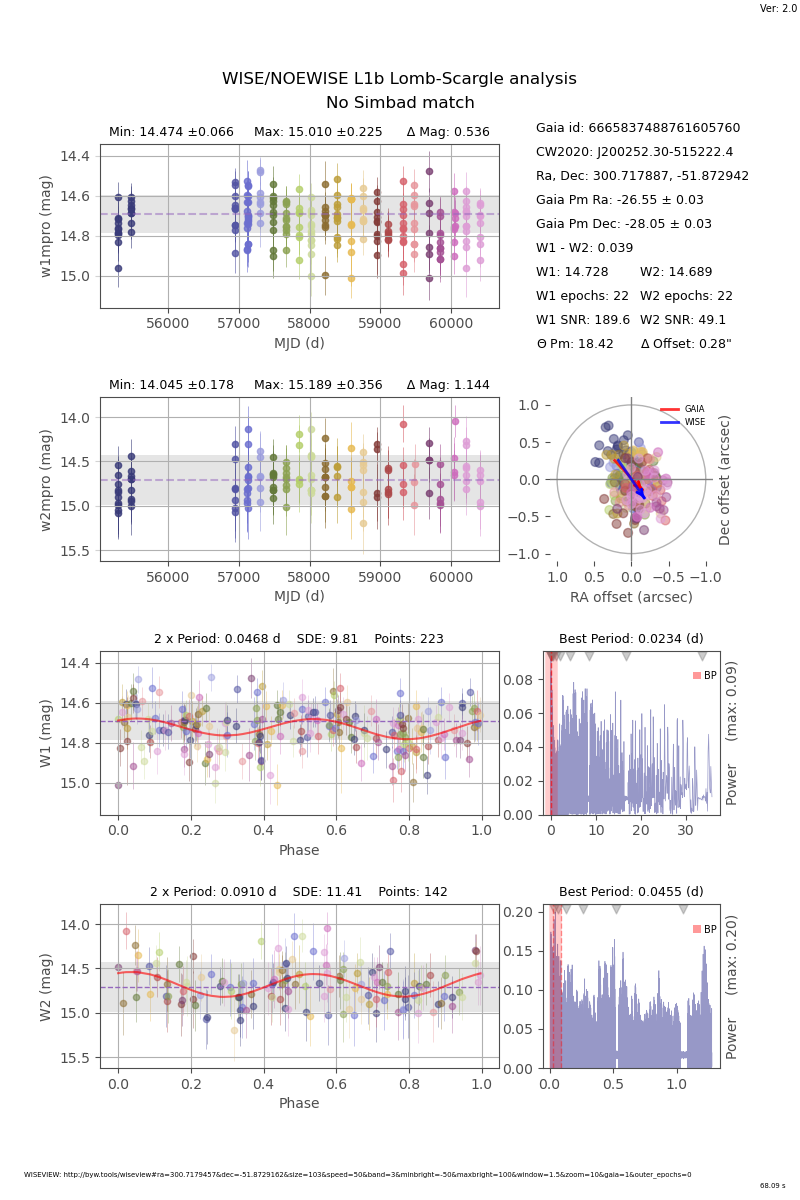 Ver: 2.0
WISE/NOEWISE L1b Lomb-Scargle analysis
No Simbad match
Min: 14.474 ±0.066 Max: 15.010 ±0.225 Δ Mag: 0.536
14.4
14.6
14.8
15.0
w1mpro (mag)
56000 57000 58000 59000 60000
MJD (d)
Gaia id: 6665837488761605760
CW2020: J200252.30-515222.4
Ra, Dec: 300.717887, -51.872942
Gaia Pm Ra: -26.55 ± 0.03
Gaia Pm Dec: -28.05 ± 0.03
W1 - W2: 0.039
W1: 14.728 W2: 14.689
W1 epochs: 22 W2 epochs: 22
W1 SNR: 189.6 W2 SNR: 49.1
Θ Pm: 18.42 Δ Offset: 0.28"
Min: 14.045 ±0.178 Max: 15.189 ±0.356 Δ Mag: 1.144
14.0
14.5
15.0
15.5
w2mpro (mag)
56000 57000 58000 59000 60000
MJD (d)
GAIA
WISE
1.0
0.5
0.0
−0.5
−1.0
Dec offset (arcsec)
1.0 0.5 0.0 −0.5 −1.0
RA offset (arcsec)
2 x Period: 0.0468 d SDE: 9.81 Points: 223
14.4
14.6
14.8
15.0
W1 (mag)
0.0 0.2 0.4 0.6 0.8 1.0
Phase
Best Period: 0.0234 (d)
BP
0.08
0.06
0.04
0.02
0.00
Power (max: 0.09)
0 10 20 30
2 x Period: 0.0910 d SDE: 11.41 Points: 142
14.0
14.5
15.0
15.5
W2 (mag)
0.0 0.2 0.4 0.6 0.8 1.0
Phase
Best Period: 0.0455 (d)
BP
0.20
0.15
0.10
0.05
0.00
Power (max: 0.20)
0.0 0.5 1.0
WISEVIEW: http://byw.tools/wiseview#ra=300.7179457&dec=-51.8729162&size=103&speed=50&band=3&minbright=-50&maxbright=100&window=1.5&zoom=10&gaia=1&outer_epochs=0
68.09 s